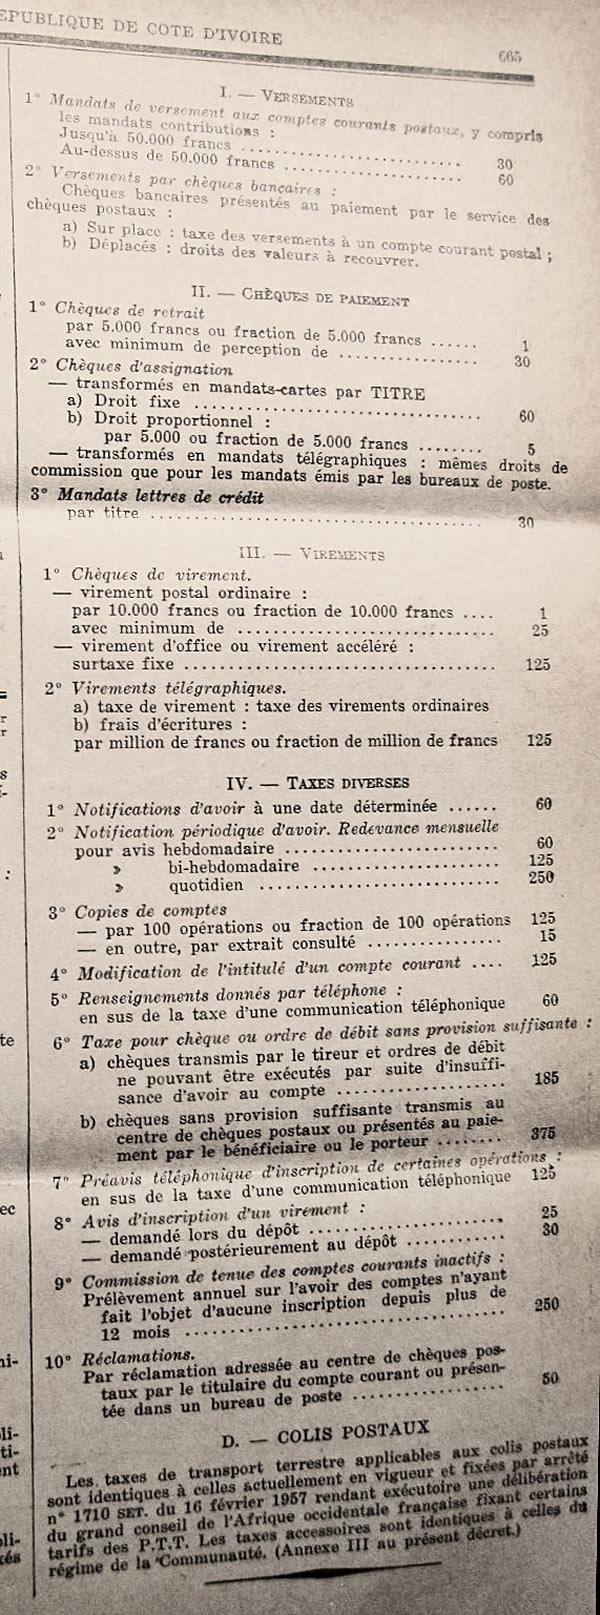 EPUBLIQUE DE COTE D'IVOIRE
665
I. — VERSEMENTS
1° Mandats de versement aux comptes courants postaux, y compris
les mandats contributions :
Jusqu'à 50.000 francs ........ 30
Au-dessus de 50.000 francs ........ 60
2° Versements par chèques bancaires :
Chèques bancaires présentés au paiement par le service des
chèques postaux :
a) Sur place : taxe des versements à un compte courant postal ;
b) Déplacés : droits des valeurs à recouvrer.
II. — CHÈQUES DE PAIEMENT
1° Chèques de retrait
par 5.000 francs ou fraction de 5.000 francs ...... 1
avec minimum de perception de ........ 30
2° Chèques d'assignation
— transformés en mandats-cartes par TITRE
a) Droit fixe ........ 60
b) Droit proportionnel :
par 5.000 ou fraction de 5.000 francs ........ 5
— transformés en mandats télégraphiques : mêmes droits de
commission que pour les mandats émis par les bureaux de poste.
3° Mandats lettres de crédit
par titre ........ 30
III. — VIREMENTS
1° Chèques de virement.
— virement postal ordinaire :
par 10.000 francs ou fraction de 10.000 francs .... 1
avec minimum de ........ 25
— virement d'office ou virement accéléré :
surtaxe fixe ........ 125
2° Virements télégraphiques.
a) taxe de virement : taxe des virements ordinaires
b) frais d'écritures :
par million de francs ou fraction de million de francs 125
IV. — TAXES DIVERSES
1° Notifications d'avoir à une date déterminée ...... 60
2° Notification périodique d'avoir. Redevance mensuelle
pour avis hebdomadaire ........ 60
» bi-hebdomadaire ........ 125
» quotidien ........ 250
3° Copies de comptes
— par 100 opérations ou fraction de 100 opérations 125
— en outre, par extrait consulté ........ 15
4° Modification de l'intitulé d'un compte courant .... 125
5° Renseignements donnés par téléphone :
en sus de la taxe d'une communication téléphonique 60
6° Taxe pour chèque ou ordre de débit sans provision suffisante :
a) chèques transmis par le tireur et ordres de débit
ne pouvant être exécutés par suite d'insuffi-
sance d'avoir au compte ........ 185
b) chèques sans provision suffisante transmis au
centre de chèques postaux ou présentés au paie-
ment par le bénéficiaire ou le porteur ........ 375
7° Préavis téléphonique d'inscription de certaines opérations :
en sus de la taxe d'une communication téléphonique 125
8° Avis d'inscription d'un virement :
— demandé lors du dépôt ........ 25
— demandé postérieurement au dépôt ........ 30
9° Commission de tenue des comptes courants inactifs :
Prélèvement annuel sur l'avoir des comptes n'ayant
fait l'objet d'aucune inscription depuis plus de
12 mois ........ 250
10° Réclamations.
Par réclamation adressée au centre de chèques pos-
taux par le titulaire du compte courant ou présen-
tée dans un bureau de poste ........ 50
D. — COLIS POSTAUX
Les taxes de transport terrestre applicables aux colis postaux
sont identiques à celles actuellement en vigueur et fixées par arrêté
n° 1710 SET. du 16 février 1957 rendant exécutoire une délibération
du grand conseil de l'Afrique occidentale française fixant certains
tarifs des P.T.T. Les taxes accessoires sont identiques à celles du
régime de la Communauté. (Annexe III au présent décret.)